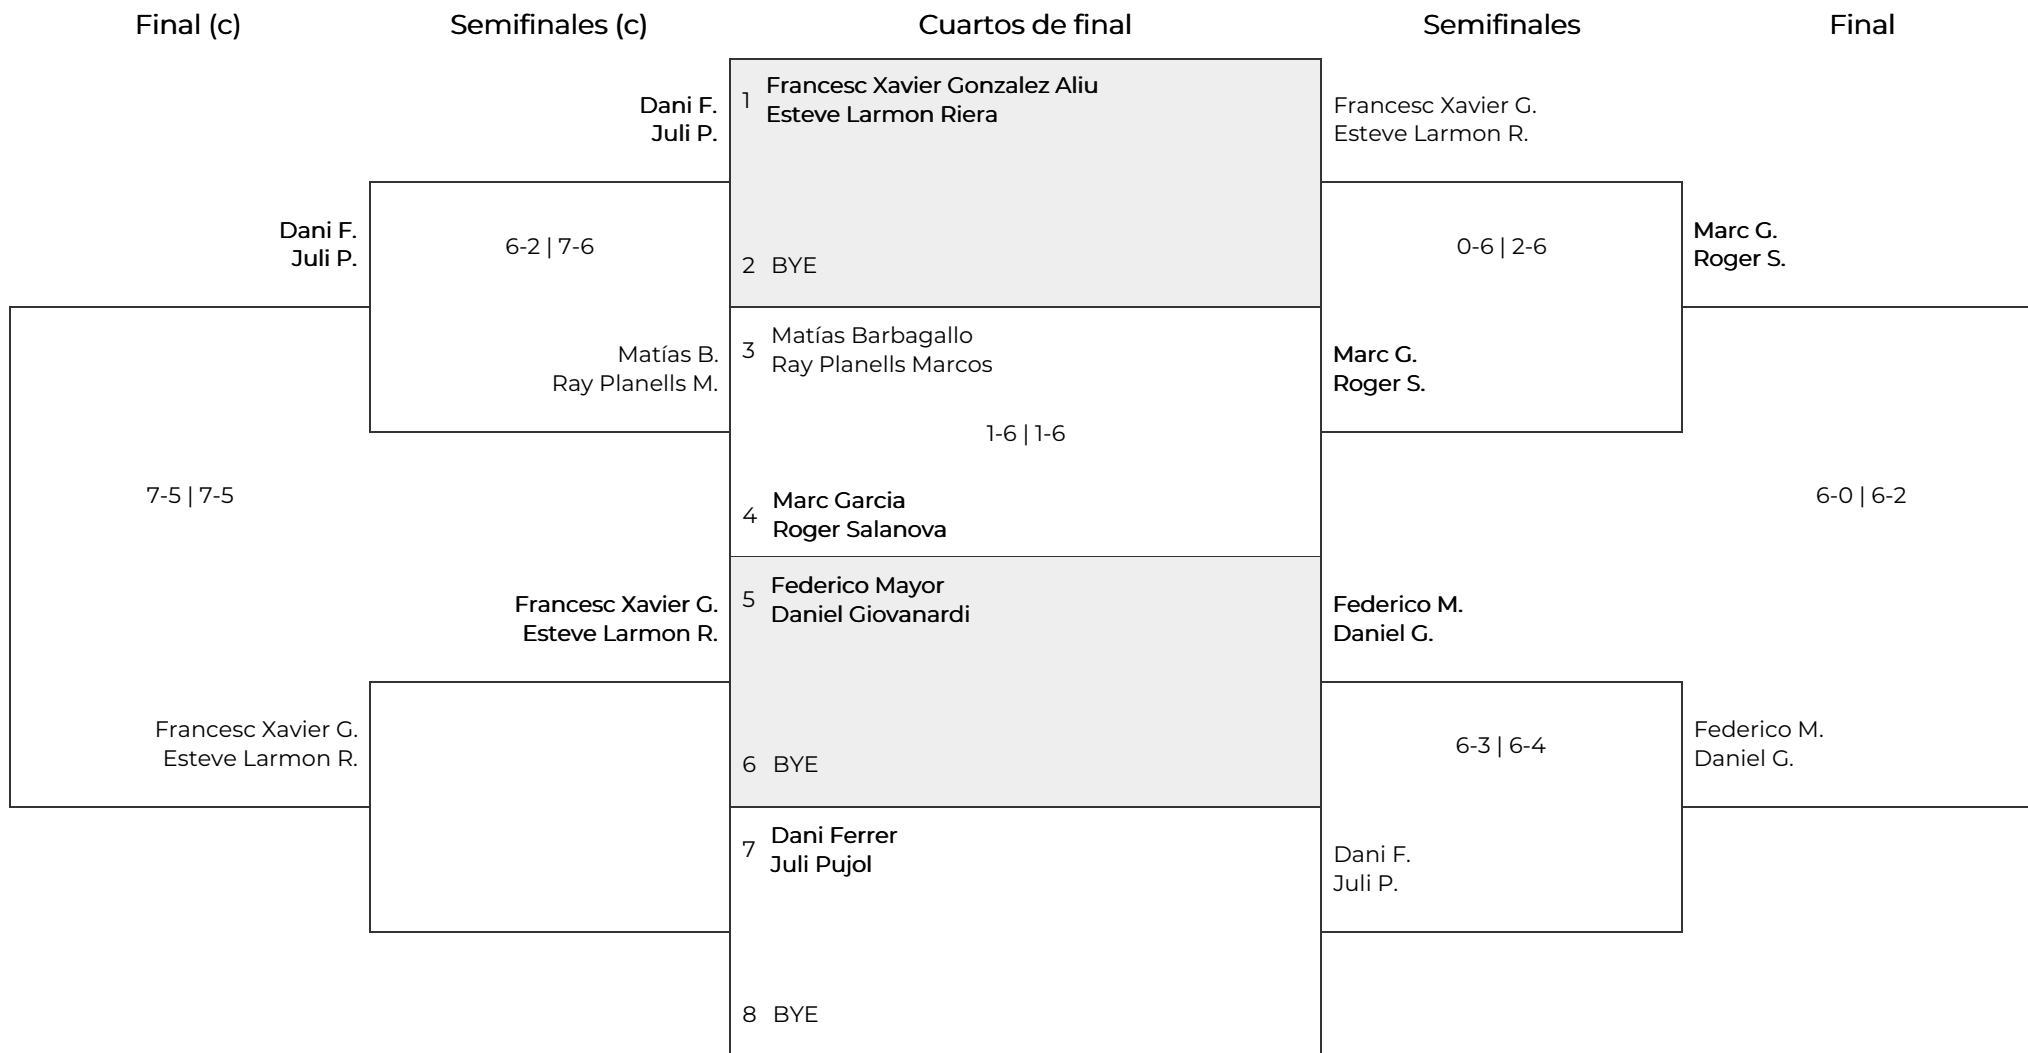 Final (c)
Semifinales (c)
Cuartos de final
Semifinales
Final
Dani F.
Juli P.
Dani F.
Juli P.
6-2 | 7-6
Matías B.
Ray Planells M.
7-5 | 7-5
Francesc Xavier G.
Esteve Larmon R.
Francesc Xavier G.
Esteve Larmon R.
1 Francesc Xavier Gonzalez Aliu
Esteve Larmon Riera
2 BYE
3 Matías Barbagallo
Ray Planells Marcos
1-6 | 1-6
4 Marc Garcia
Roger Salanova
5 Federico Mayor
Daniel Giovanardi
6 BYE
7 Dani Ferrer
Juli Pujol
8 BYE
Francesc Xavier G.
Esteve Larmon R.
0-6 | 2-6
Marc G.
Roger S.
Federico M.
Daniel G.
6-3 | 6-4
Dani F.
Juli P.
Marc G.
Roger S.
6-0 | 6-2
Federico M.
Daniel G.